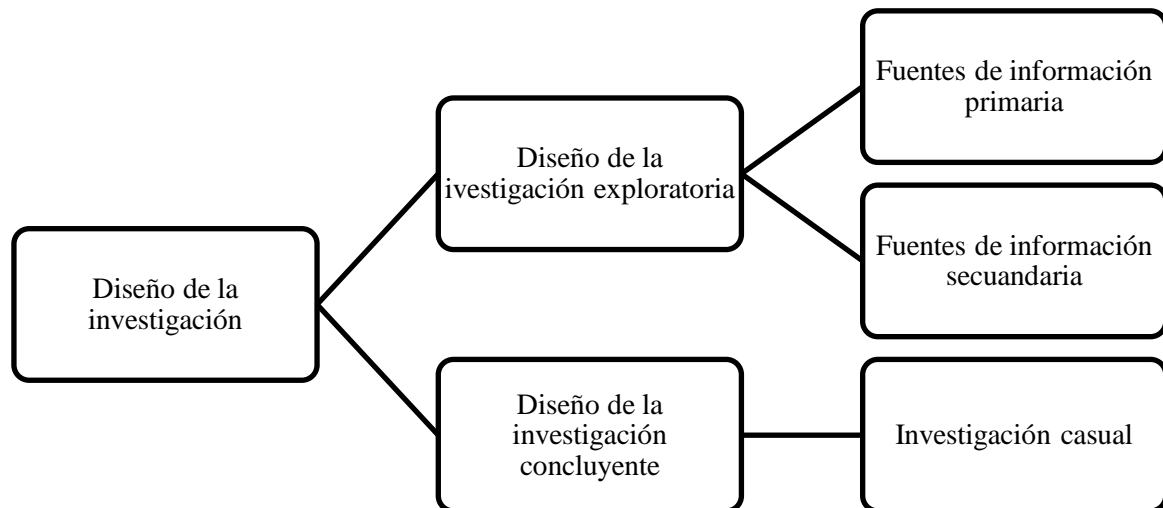 Diseño de la
investigación
Diseño de la
ivestigación exploratoria
Fuentes de información
primaria
Fuentes de información
secuandaria
Diseño de la
investigación
concluyente
Investigación casual